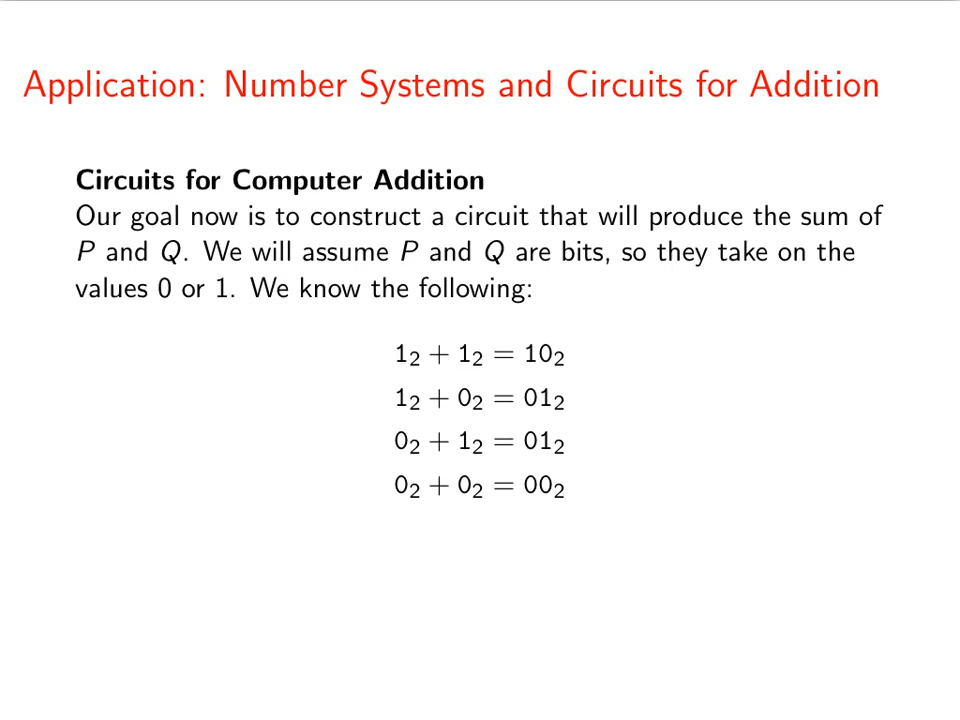 Application: Number Systems and Circuits for Addition
Circuits for Computer Addition
Our goal now is to construct a circuit that will produce the sum of
P and Q. We will assume P and Q are bits, so they take on the
values 0 or 1. We know the following:
1₂ + 1₂ = 10₂
1₂ + 0₂ = 01₂
0₂ + 1₂ = 01₂
0₂ + 0₂ = 00₂